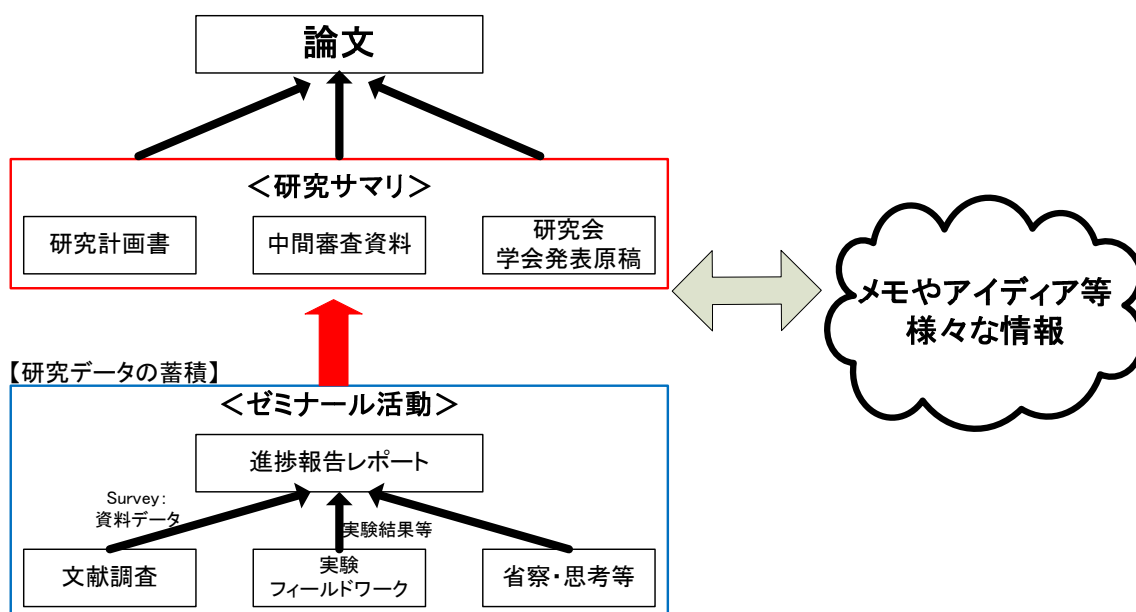 論文
＜研究サマリ＞
研究計画書
中間審査資料
研究会
学会発表原稿
メモやアイディア等
様々な情報
【研究データの蓄積】
＜ゼミナール活動＞
進捗報告レポート
Survey：
資料データ
実験結果等
文献調査
実験
フィールドワーク
省察・思考等